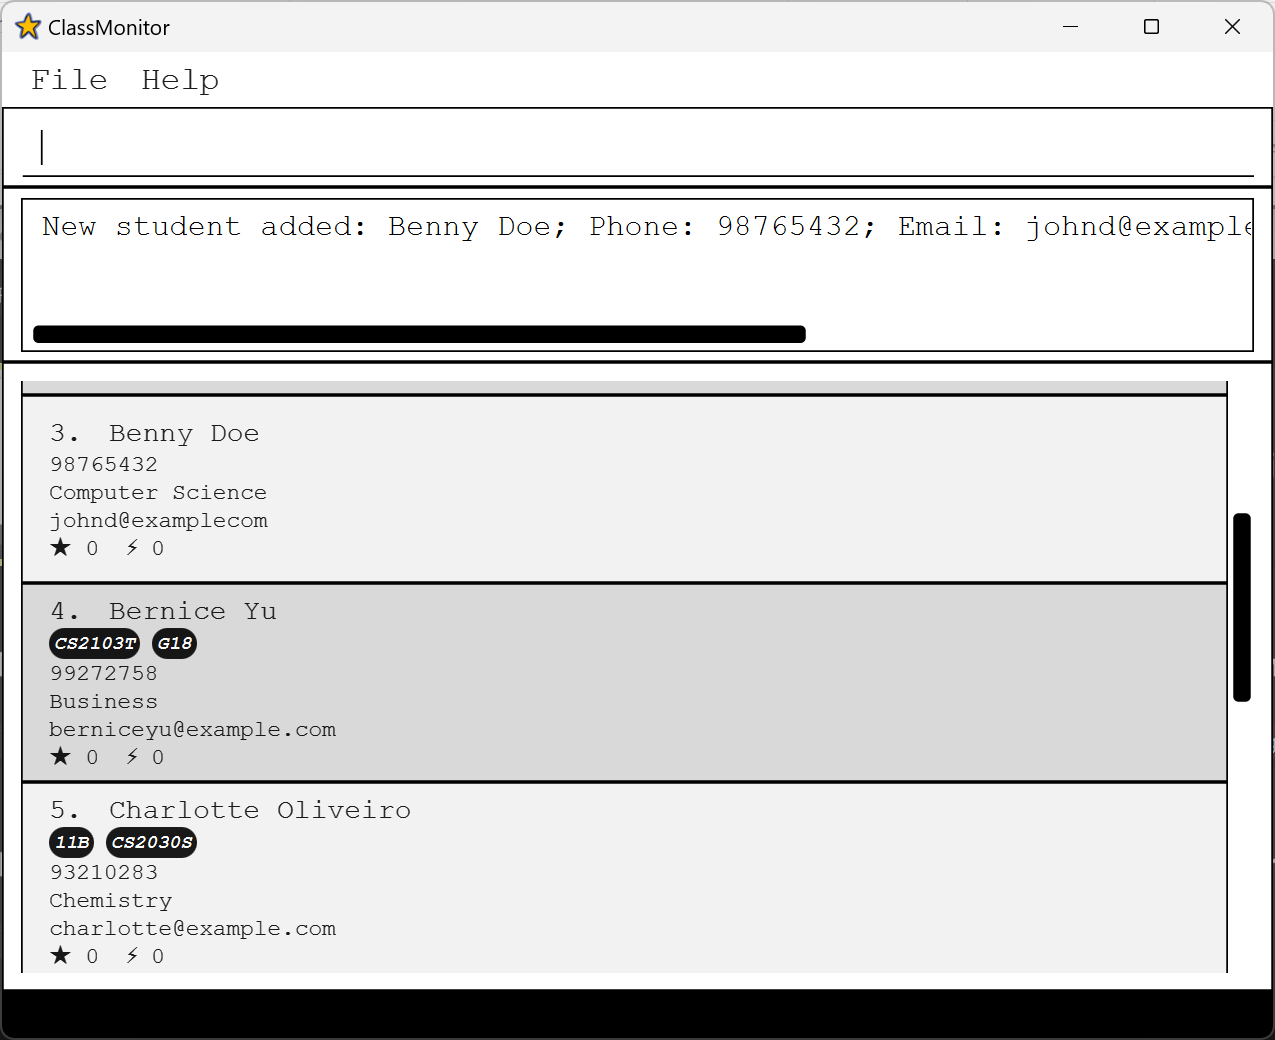 ClassMonitor
File Help
New student added: Benny Doe; Phone: 98765432; Email: johnd@example
3. Benny Doe
98765432
Computer Science
johnd@examplecom
★ 0 ⚡ 0
4. Bernice Yu
CS2103T G18
99272758
Business
berniceyu@example.com
★ 0 ⚡ 0
5. Charlotte Oliveiro
11B CS2030S
93210283
Chemistry
charlotte@example.com
★ 0 ⚡ 0